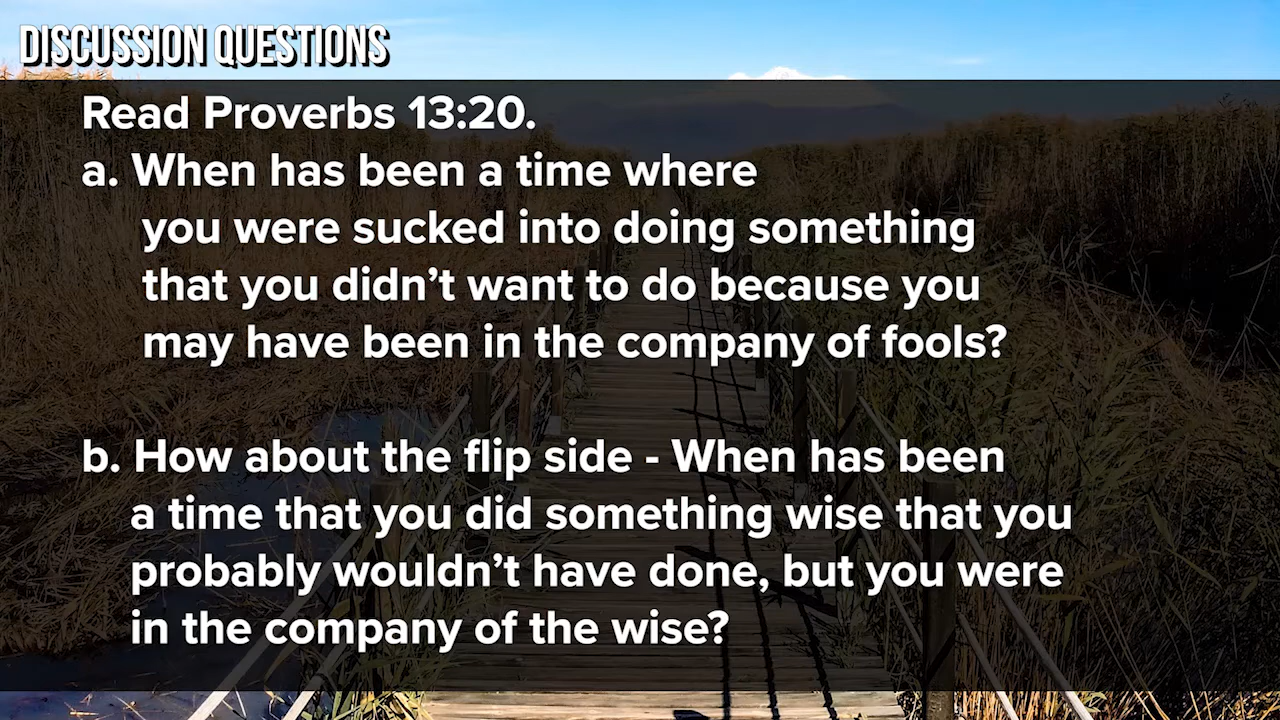 DISCUSSION QUESTIONS
Read Proverbs 13:20.
a. When has been a time where
you were sucked into doing something
that you didn’t want to do because you
may have been in the company of fools?
b. How about the flip side - When has been
a time that you did something wise that you
probably wouldn’t have done, but you were
in the company of the wise?